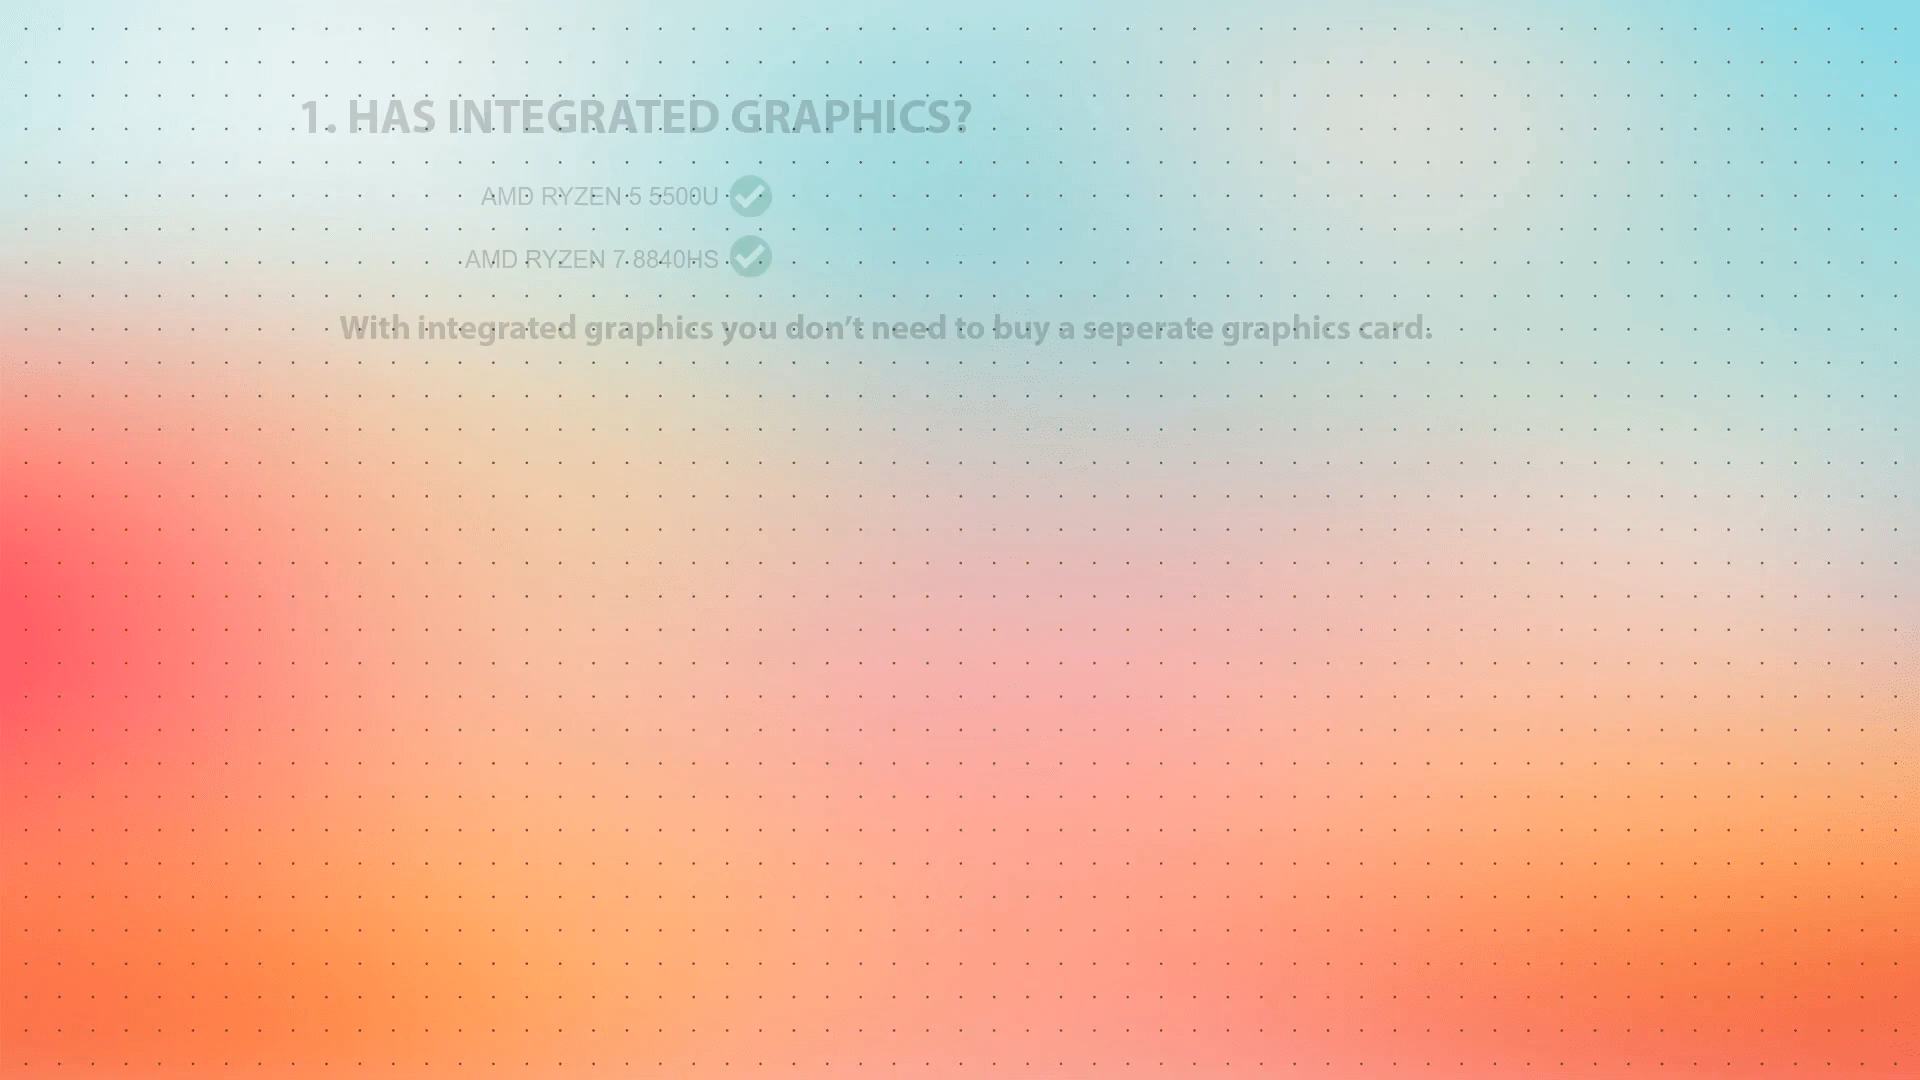 1. HAS INTEGRATED GRAPHICS?
AMD RYZEN 5 5500U
AMD RYZEN 7 8840HS
With integrated graphics you don’t need to buy a seperate graphics card.